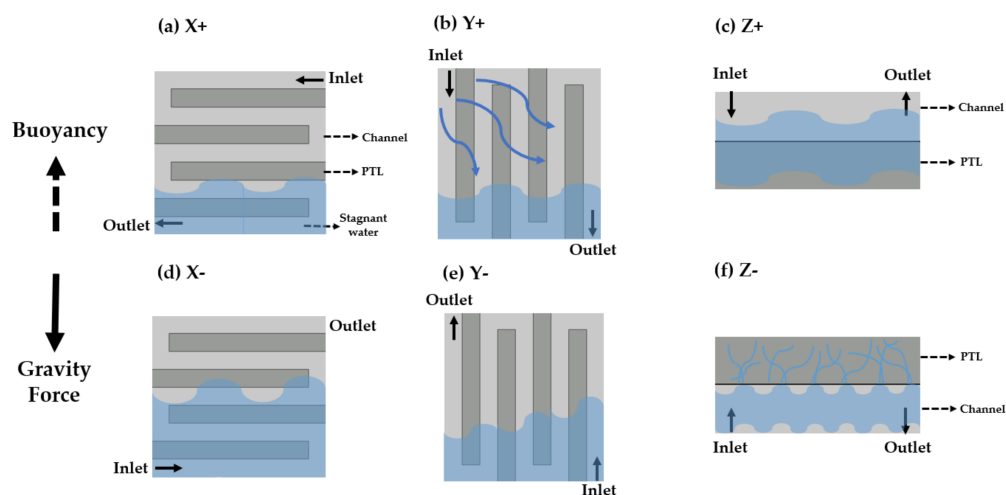 (a) X+
Inlet
Channel
PTL
Outlet
Stagnant
water
(b) Y+
Inlet
Outlet
(c) Z+
Inlet
Outlet
Channel
PTL
Buoyancy
Gravity
Force
(d) X-
Outlet
Inlet
(e) Y-
Outlet
Inlet
(f) Z-
PTL
Channel
Inlet
Outlet